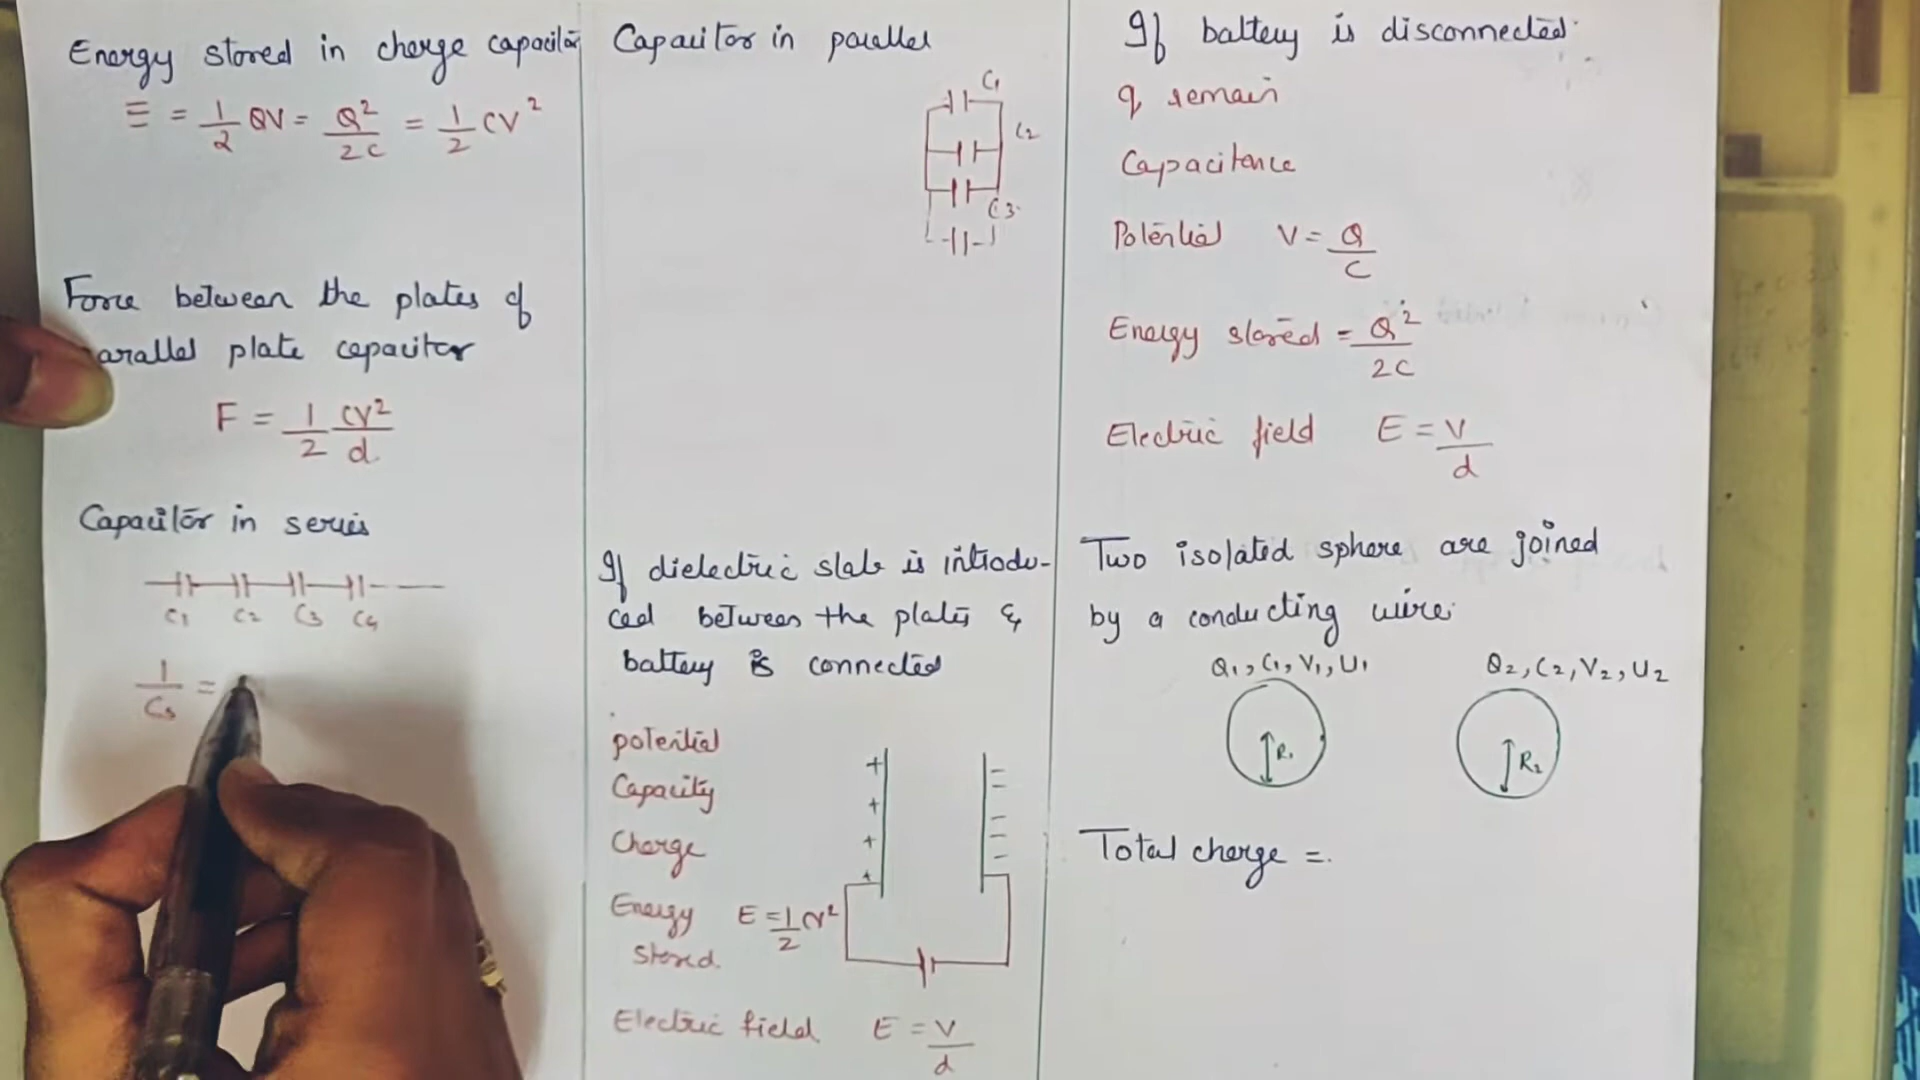 Energy stored in charge capacitor
E = 1/2 QV = Q²/2C = 1/2 CV²
Force between the plates of
arallel plate capacitor
F = 1/2 CV²/d
Capacitor in series
C1 C2 C3 C4
1/Cs =
Capacitor in parallel
C1
C2
C3
If dielectric slab is introdu-
ced between the plates &
battery is connected
potential
Capacity
Charge
Energy E = 1/2 CV²
stored.
Electric field E = V/d
+ + + +
If battery is disconnected
q remain
Capacitance
Potential V = Q/C
Energy stored = Q²/2C
Electric field E = V/d
Two isolated sphere are joined
by a conducting wire
Q1, C1, V1, U1 Q2, C2, V2, U2
R1 R2
Total charge =